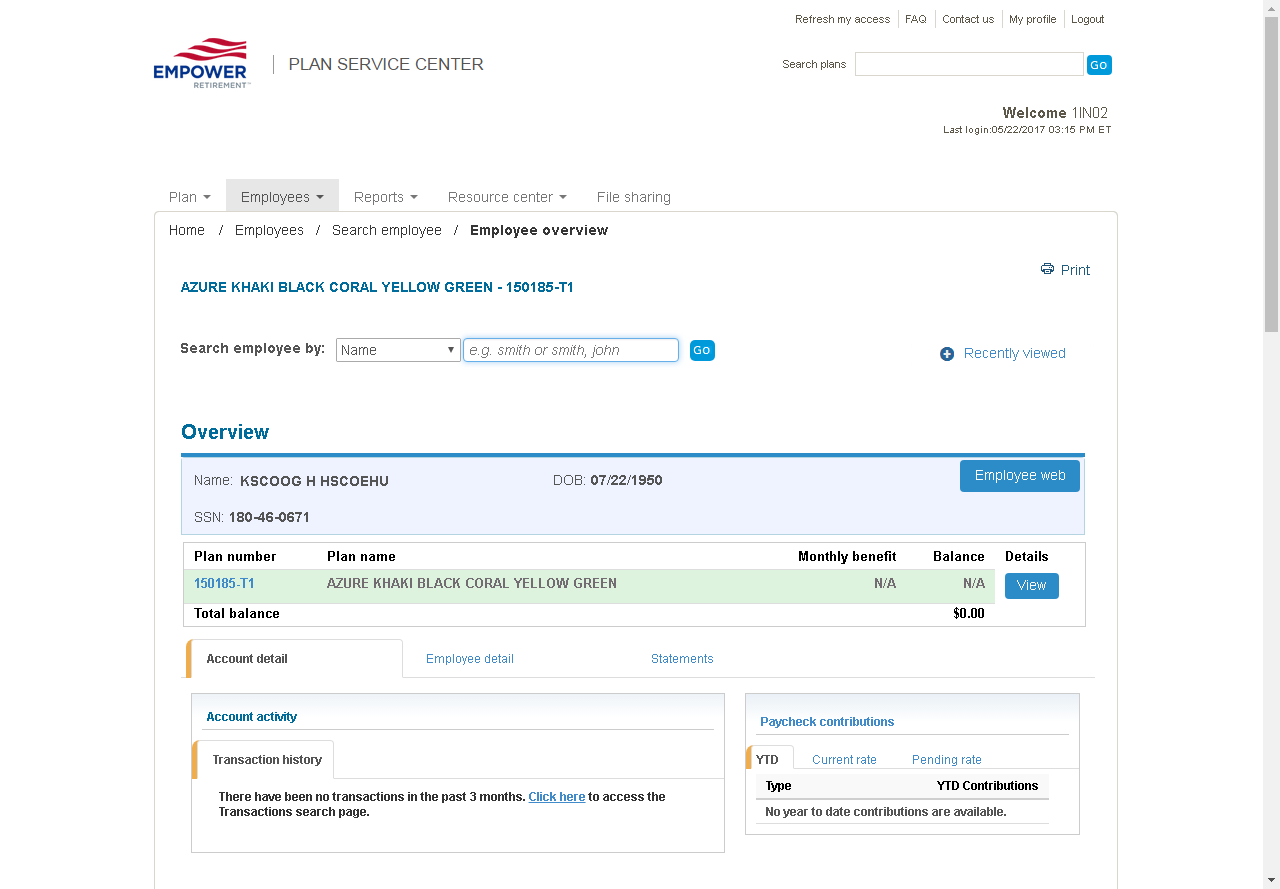 Refresh my access FAQ Contact us My profile Logout
EMPOWER
RETIREMENT™
PLAN SERVICE CENTER
Search plans Go
Welcome 1IN02
Last login:05/22/2017 03:15 PM ET
Plan Employees Reports Resource center File sharing
Home / Employees / Search employee / Employee overview
Print
AZURE KHAKI BLACK CORAL YELLOW GREEN - 150185-T1
Search employee by: Name e.g. smith or smith, john Go
Recently viewed
Overview
Name: KSCOOG H HSCOEHU DOB: 07/22/1950 Employee web
SSN: 180-46-0671
Plan number Plan name Monthly benefit Balance Details
150185-T1 AZURE KHAKI BLACK CORAL YELLOW GREEN N/A N/A View
Total balance $0.00
Account detail Employee detail Statements
Account activity
Transaction history
There have been no transactions in the past 3 months. Click here to access the
Transactions search page.
Paycheck contributions
YTD Current rate Pending rate
Type YTD Contributions
No year to date contributions are available.